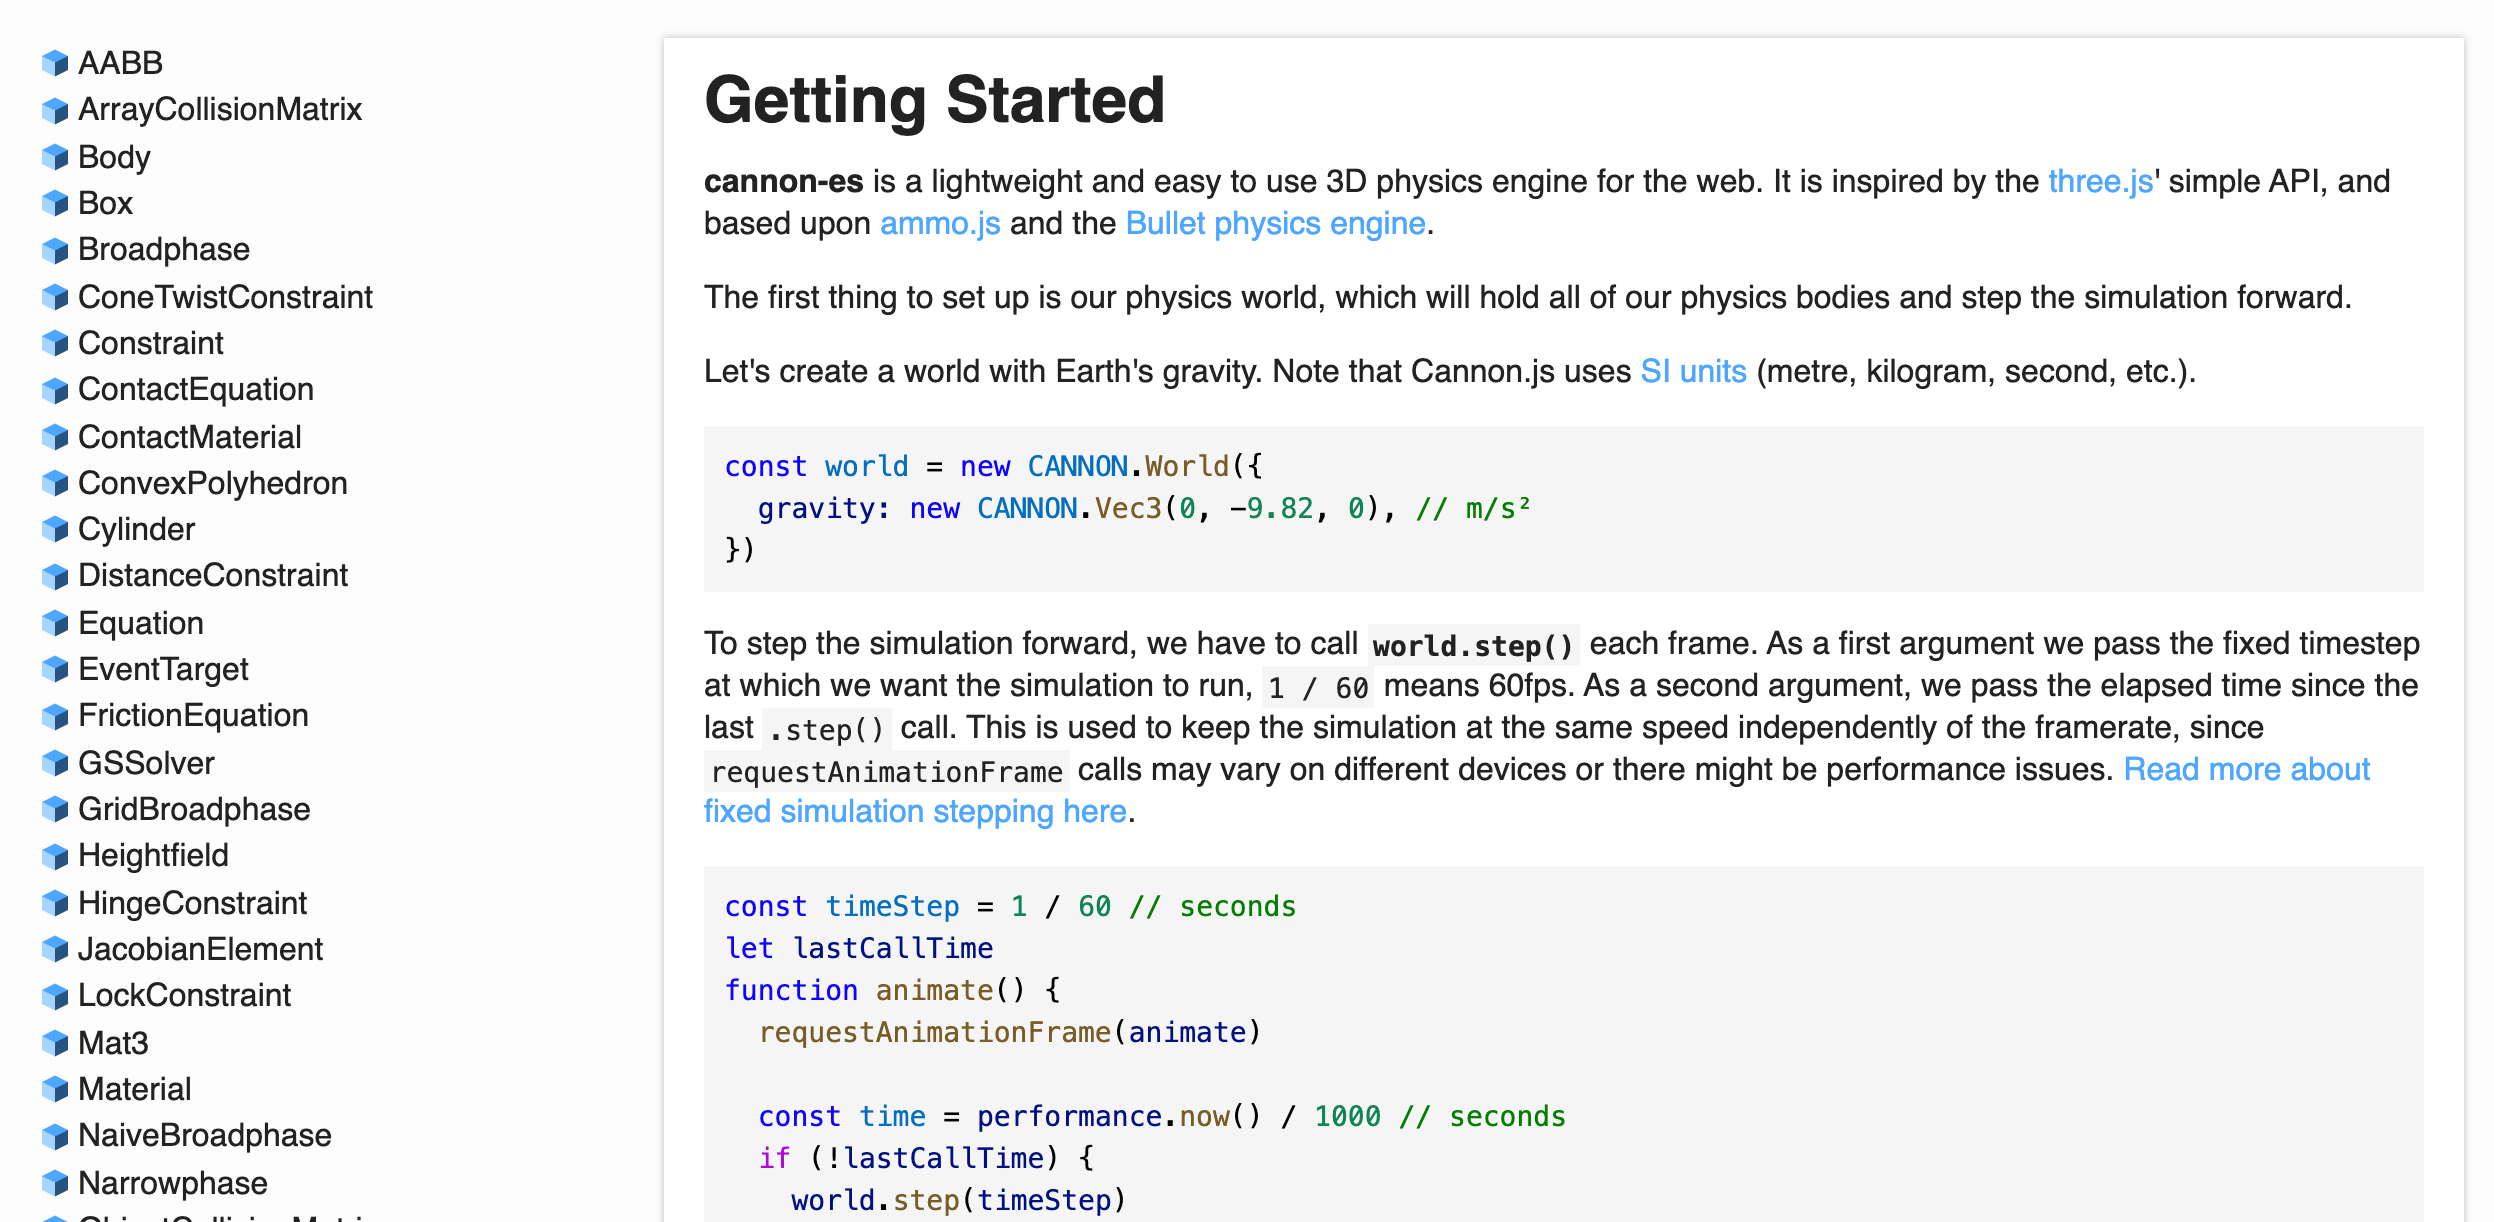 AABB
ArrayCollisionMatrix
Body
Box
Broadphase
ConeTwistConstraint
Constraint
ContactEquation
ContactMaterial
ConvexPolyhedron
Cylinder
DistanceConstraint
Equation
EventTarget
FrictionEquation
GSSolver
GridBroadphase
Heightfield
HingeConstraint
JacobianElement
LockConstraint
Mat3
Material
NaiveBroadphase
Narrowphase
Getting Started
cannon-es is a lightweight and easy to use 3D physics engine for the web. It is inspired by the three.js' simple API, and
based upon ammo.js and the Bullet physics engine.
The first thing to set up is our physics world, which will hold all of our physics bodies and step the simulation forward.
Let's create a world with Earth's gravity. Note that Cannon.js uses SI units (metre, kilogram, second, etc.).
const world = new CANNON.World({
  gravity: new CANNON.Vec3(0, -9.82, 0), // m/s²
})
To step the simulation forward, we have to call world.step() each frame. As a first argument we pass the fixed timestep
at which we want the simulation to run, 1 / 60 means 60fps. As a second argument, we pass the elapsed time since the
last .step() call. This is used to keep the simulation at the same speed independently of the framerate, since
requestAnimationFrame calls may vary on different devices or there might be performance issues. Read more about
fixed simulation stepping here.
const timeStep = 1 / 60 // seconds
let lastCallTime
function animate() {
  requestAnimationFrame(animate)
  const time = performance.now() / 1000 // seconds
  if (!lastCallTime) {
    world.step(timeStep)